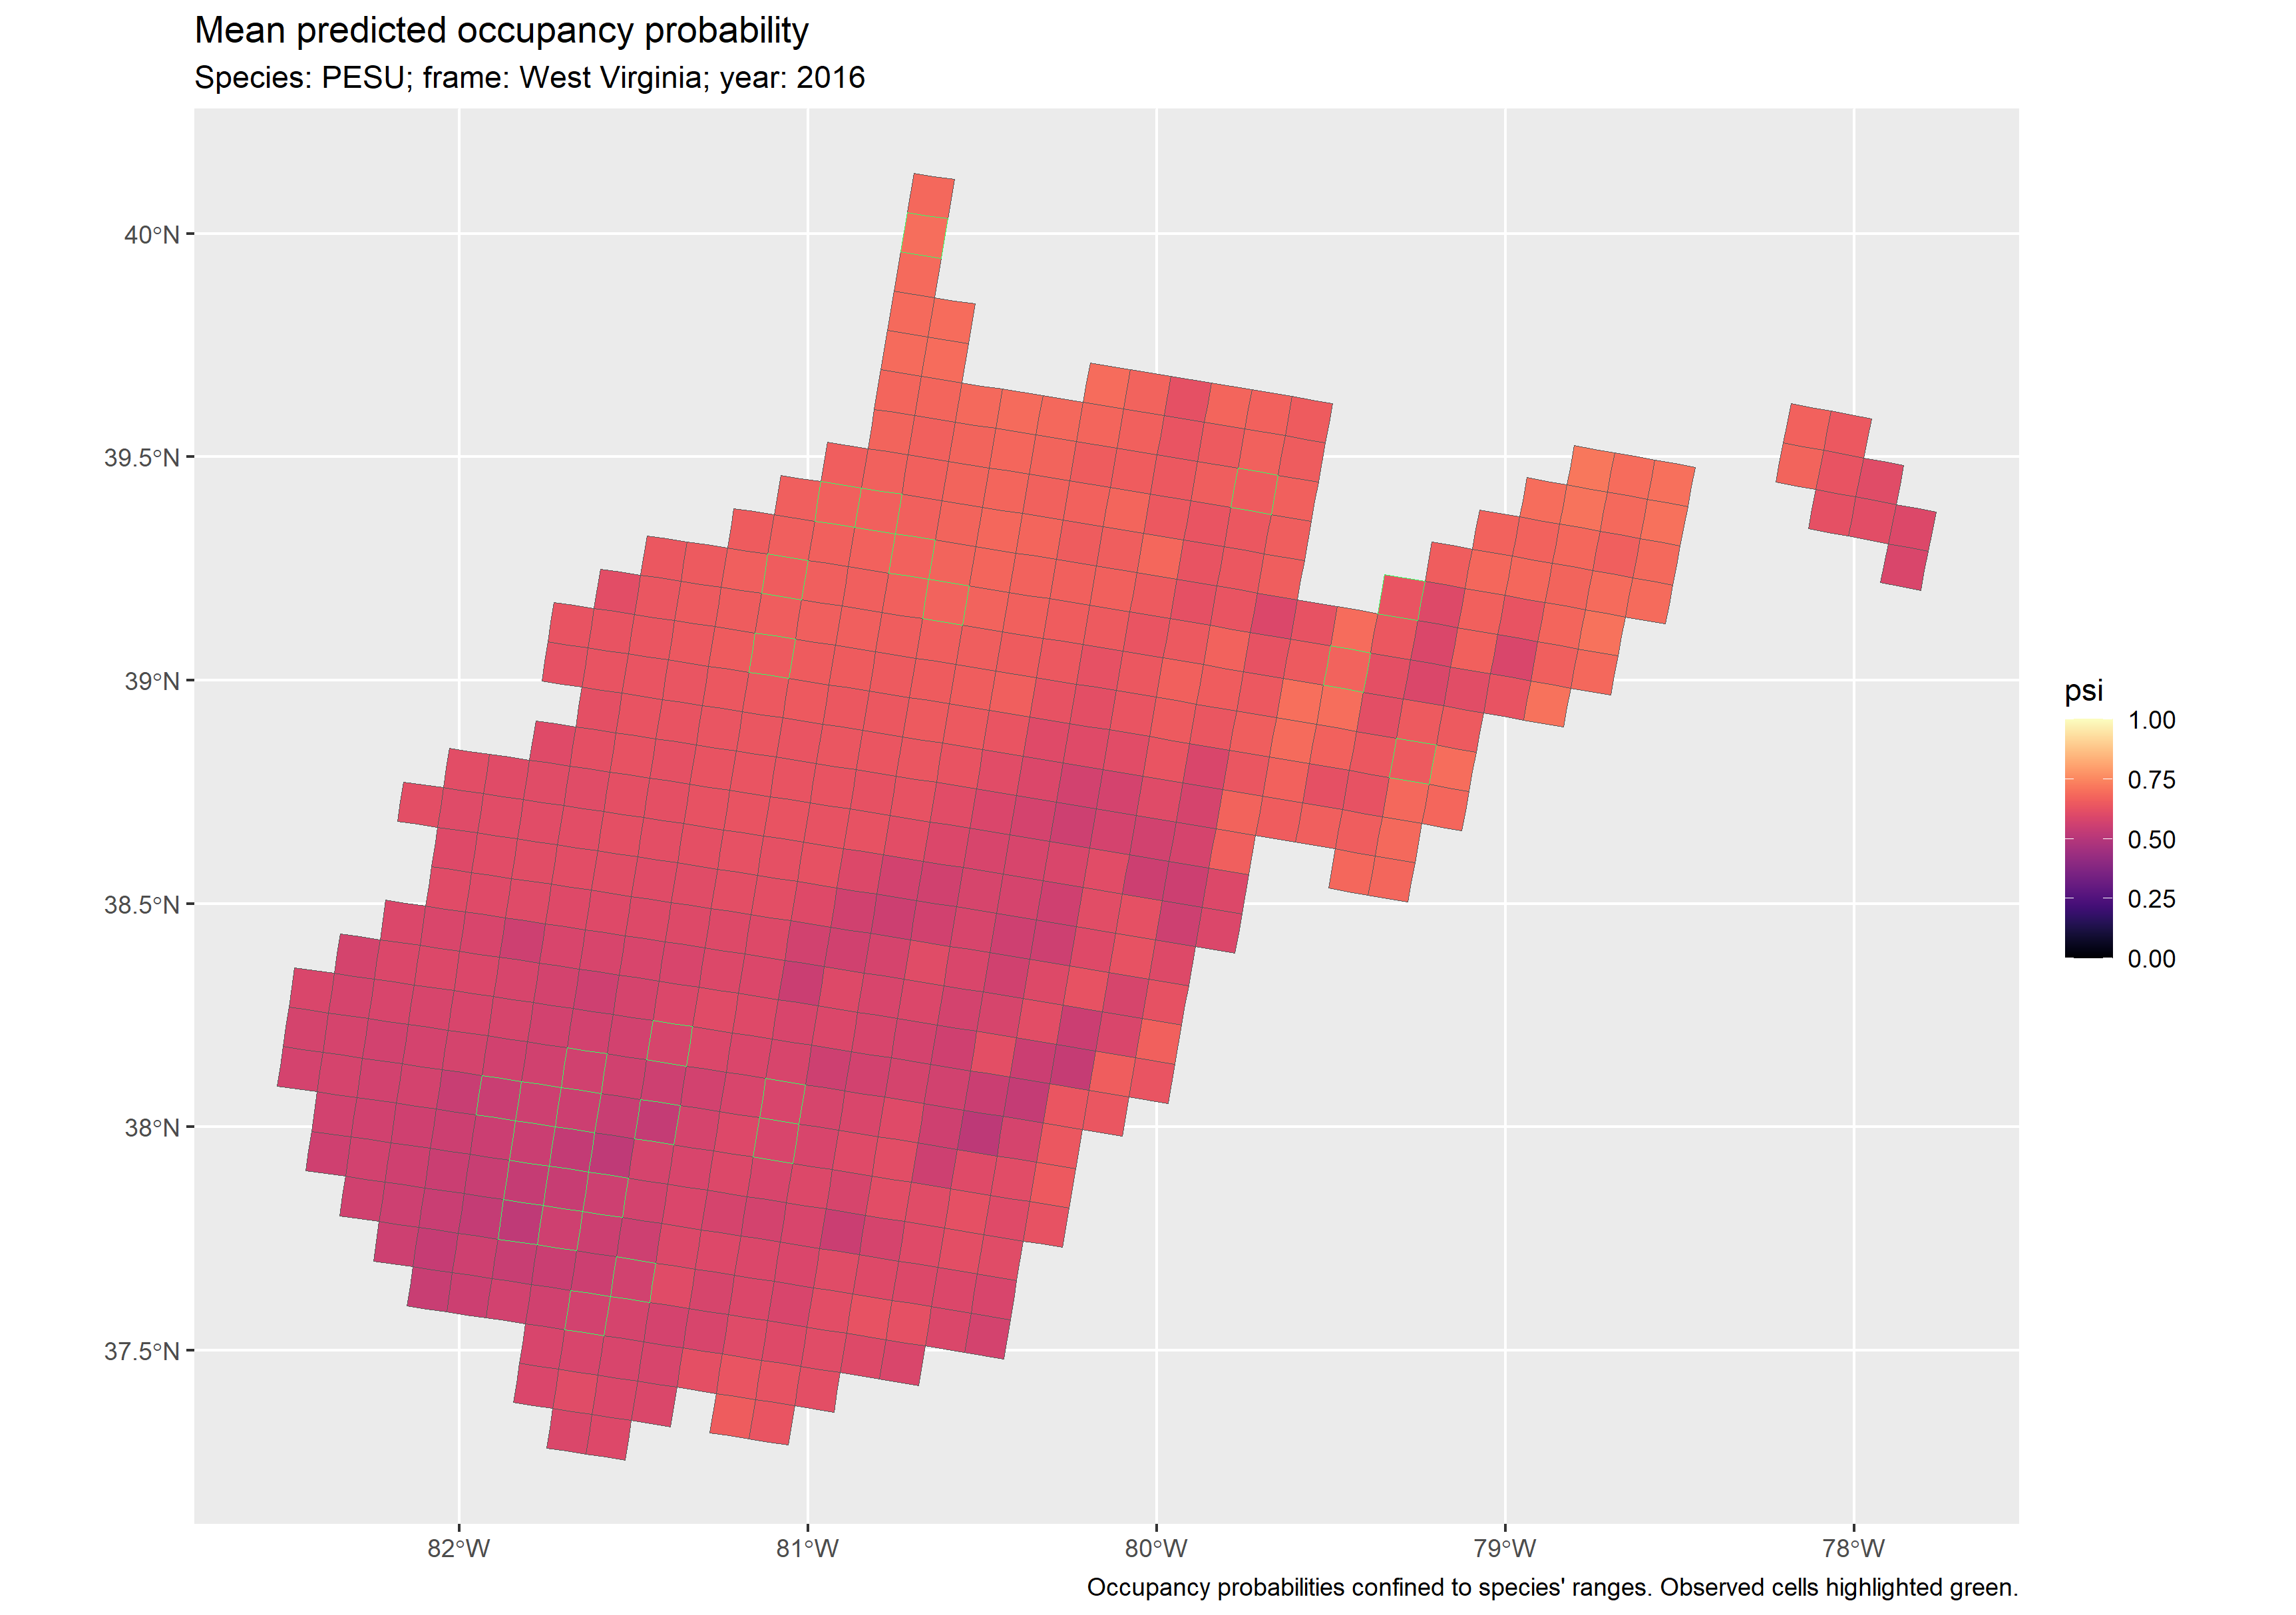 Mean predicted occupancy probability
Species: PESU; frame: West Virginia; year: 2016
40°N
39.5°N
39°N
38.5°N
38°N
37.5°N
82°W
81°W
80°W
79°W
78°W
psi
1.00
0.75
0.50
0.25
0.00
Occupancy probabilities confined to species' ranges. Observed cells highlighted green.